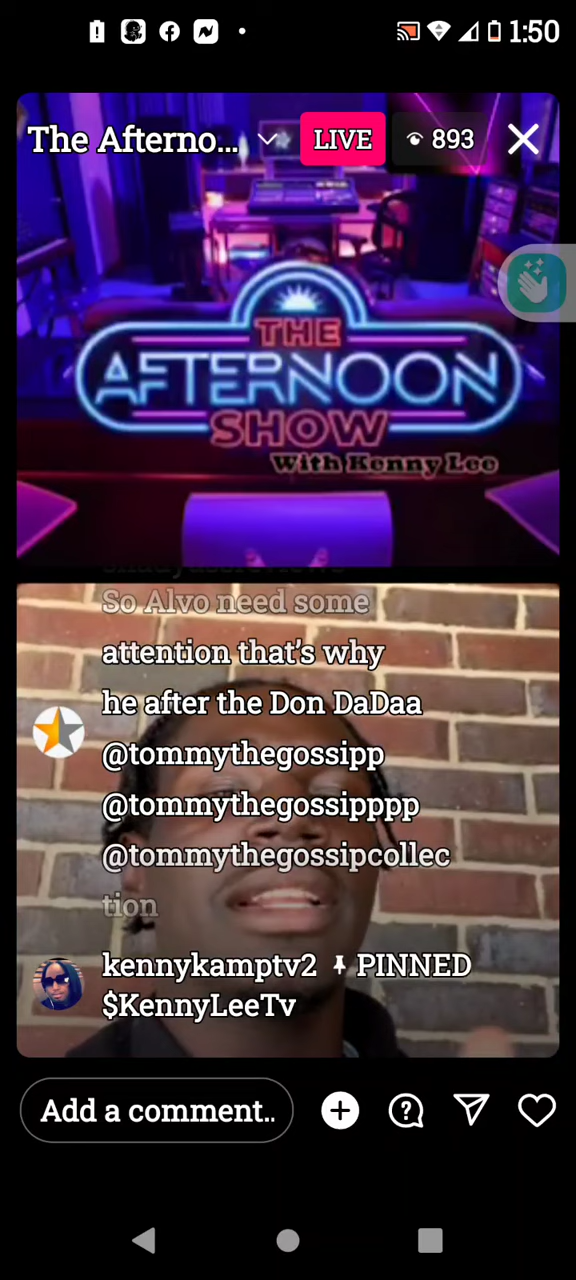 1:50
The Afterno...
LIVE
893
THE
AFTERNOON
SHOW
With Kenny Lee
So Alvo need some
attention that's why
he after the Don DaDaa
@tommythegossipp
@tommythegossipppp
@tommythegossipcollec
tion
kennykamptv2 PINNED
$KennyLeeTv
Add a comment..